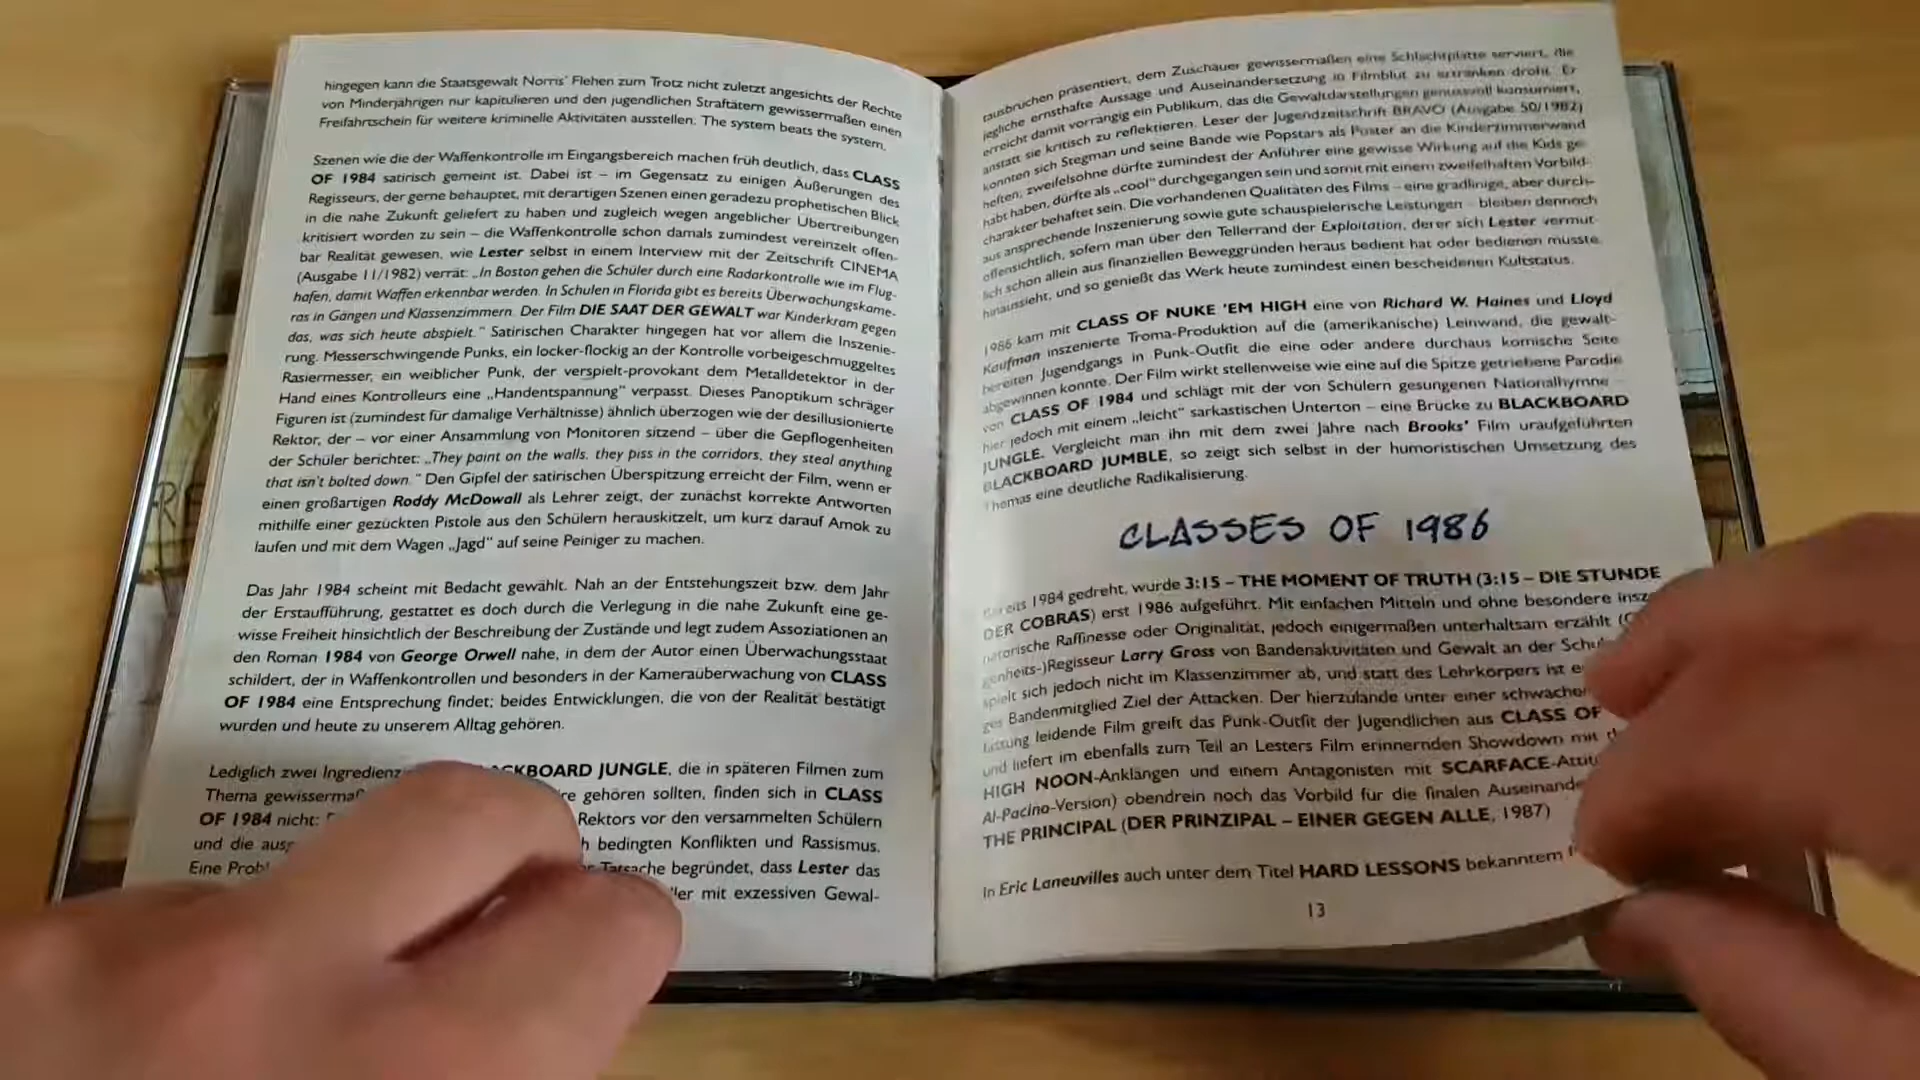 hingegen kann die Staatsgewalt Norris' Flehen zum Trotz nicht zuletzt angesichts der Rechte
von Minderjährigen nur kapitulieren und den jugendlichen Straftätern gewissermaßen einen
Freifahrtschein für weitere kriminelle Aktivitäten ausstellen. The system beats the system.
Szenen wie die der Waffenkontrolle im Eingangsbereich machen früh deutlich, dass CLASS
OF 1984 satirisch gemeint ist. Dabei ist – im Gegensatz zu einigen Äußerungen des
Regisseurs, der gerne behauptet, mit derartigen Szenen einen geradezu prophetischen Blick
in die nahe Zukunft geliefert zu haben und zugleich wegen angeblicher Übertreibungen
kritisiert worden zu sein – die Waffenkontrolle schon damals zumindest vereinzelt offen-
bar Realität gewesen, wie Lester selbst in einem Interview mit der Zeitschrift CINEMA
(Ausgabe 11/1982) verrät: „In Boston gehen die Schüler durch eine Radarkontrolle wie im Flug-
hafen, damit Waffen erkennbar werden. In Schulen in Florida gibt es bereits Überwachungskame-
ras in Gängen und Klassenzimmern. Der Film DIE SAAT DER GEWALT war Kinderkram gegen
das, was sich heute abspielt." Satirischen Charakter hingegen hat vor allem die Inszenie-
rung. Messerschwingende Punks, ein locker-flockig an der Kontrolle vorbeigeschmuggeltes
Rasiermesser, ein weiblicher Punk, der verspielt-provokant dem Metalldetektor in der
Hand eines Kontrolleurs eine „Handentspannung" verpasst. Dieses Panoptikum schräger
Figuren ist (zumindest für damalige Verhältnisse) ähnlich überzogen wie der desillusionierte
Rektor, der – vor einer Ansammlung von Monitoren sitzend – über die Gepflogenheiten
der Schüler berichtet: „They paint on the walls, they piss in the corridors, they steal anything
that isn't bolted down." Den Gipfel der satirischen Überspitzung erreicht der Film, wenn er
einen großartigen Roddy McDowall als Lehrer zeigt, der zunächst korrekte Antworten
mithilfe einer gezückten Pistole aus den Schülern herauskitzelt, um kurz darauf Amok zu
laufen und mit dem Wagen „Jagd" auf seine Peiniger zu machen.
Das Jahr 1984 scheint mit Bedacht gewählt. Nah an der Entstehungszeit bzw. dem Jahr
der Erstaufführung, gestattet es doch durch die Verlegung in die nahe Zukunft eine ge-
wisse Freiheit hinsichtlich der Beschreibung der Zustände und legt zudem Assoziationen an
den Roman 1984 von George Orwell nahe, in dem der Autor einen Überwachungsstaat
schildert, der in Waffenkontrollen und besonders in der Kameraüberwachung von CLASS
OF 1984 eine Entsprechung findet; beides Entwicklungen, die von der Realität bestätigt
wurden und heute zu unserem Alltag gehören.
Lediglich zwei JUNGLE, die in späteren Filmen zum
Thema gehören sollten, finden sich in CLASS
OF 1984 nicht: Rektors vor den versammelten Schülern
und die bedingten Konflikten und Rassismus.
Eine Tatsache begründet, dass Lester das
mit exzessiven Gewal-
tausbrüchen präsentiert, dem Zuschauer gewissermaßen eine Schlachtplatte serviert, die
jegliche ernsthafte Aussage und Auseinandersetzung in Filmblut zu ertränken droht. Er
erreicht damit vorrangig ein Publikum, das die Gewaltdarstellungen genussvoll konsumiert,
anstatt sie kritisch zu reflektieren. Leser der Jugendzeitschrift BRAVO (Ausgabe 50/1982)
konnten sich Stegman und seine Bande wie Popstars als Poster an die Kinderzimmerwand
heften; zweifelsohne dürfte zumindest der Anführer eine gewisse Wirkung auf die Kids ge-
habt haben, dürfte als „cool" durchgegangen sein und somit mit einem zweifelhaften Vorbild-
charakter behaftet sein. Die vorhandenen Qualitäten des Films – eine gradlinige, aber durch-
aus ansprechende Inszenierung sowie gute schauspielerische Leistungen – bleiben dennoch
offensichtlich, sofern man über den Tellerrand der Exploitation, derer sich Lester vermut-
lich schon allein aus finanziellen Beweggründen heraus bedient hat oder bedienen musste,
hinaussieht, und so genießt das Werk heute zumindest einen bescheidenen Kultstatus.
1986 kam mit CLASS OF NUKE 'EM HIGH eine von Richard W. Haines und Lloyd
Kaufman inszenierte Troma-Produktion auf die (amerikanische) Leinwand, die gewalt-
bereiten Jugendgangs in Punk-Outfit die eine oder andere durchaus komische Seite
abgewinnen konnte. Der Film wirkt stellenweise wie eine auf die Spitze getriebene Parodie
von CLASS OF 1984 und schlägt mit der von Schülern gesungenen Nationalhymne –
hier jedoch mit einem „leicht" sarkastischen Unterton – eine Brücke zu BLACKBOARD
JUNGLE. Vergleicht man ihn mit dem zwei Jahre nach Brooks' Film uraufgeführten
BLACKBOARD JUMBLE, so zeigt sich selbst in der humoristischen Umsetzung des
Themas eine deutliche Radikalisierung.
CLASSES OF 1986
Bereits 1984 gedreht, wurde 3:15 – THE MOMENT OF TRUTH (3:15 – DIE STUNDE
DER COBRAS) erst 1986 aufgeführt. Mit einfachen Mitteln und ohne besondere
Raffinesse oder Originalität, jedoch einigermaßen unterhaltsam erzählt
genheits-)Regisseur Larry Gross von Bandenaktivitäten und Gewalt an der
spielt sich jedoch nicht im Klassenzimmer ab, und statt des Lehrkörpers ist
ges Bandenmitglied Ziel der Attacken. Der hierzulande unter einer
leidende Film greift das Punk-Outfit der Jugendlichen aus CLASS OF
und liefert im ebenfalls zum Teil an Lesters Film erinnernden Showdown mit
HIGH NOON-Anklängen und einem Antagonisten mit SCARFACE-
Al-Pacino-Version) obendrein noch das Vorbild für die finalen
THE PRINCIPAL (DER PRINZIPAL – EINER GEGEN ALLE, 1987)
In Eric Laneuvilles auch unter dem Titel HARD LESSONS bekanntem
13